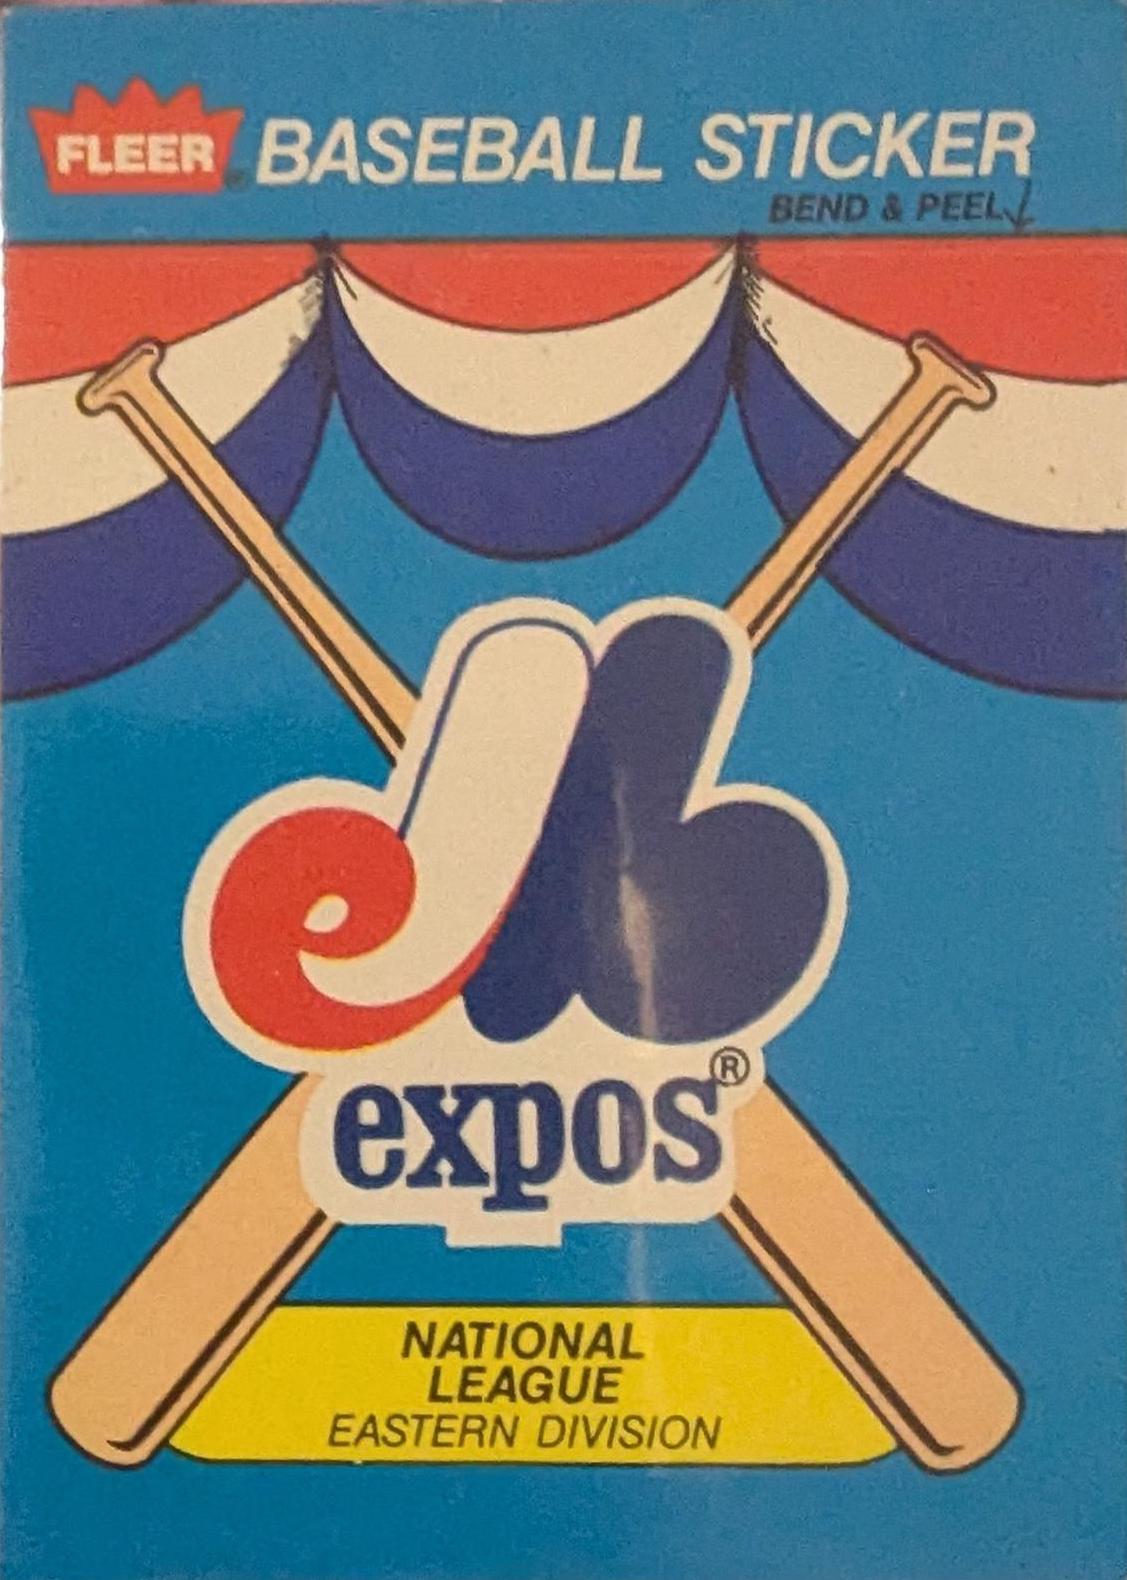 FLEER BASEBALL STICKER
BEND & PEEL
expos®
NATIONAL
LEAGUE
EASTERN DIVISION